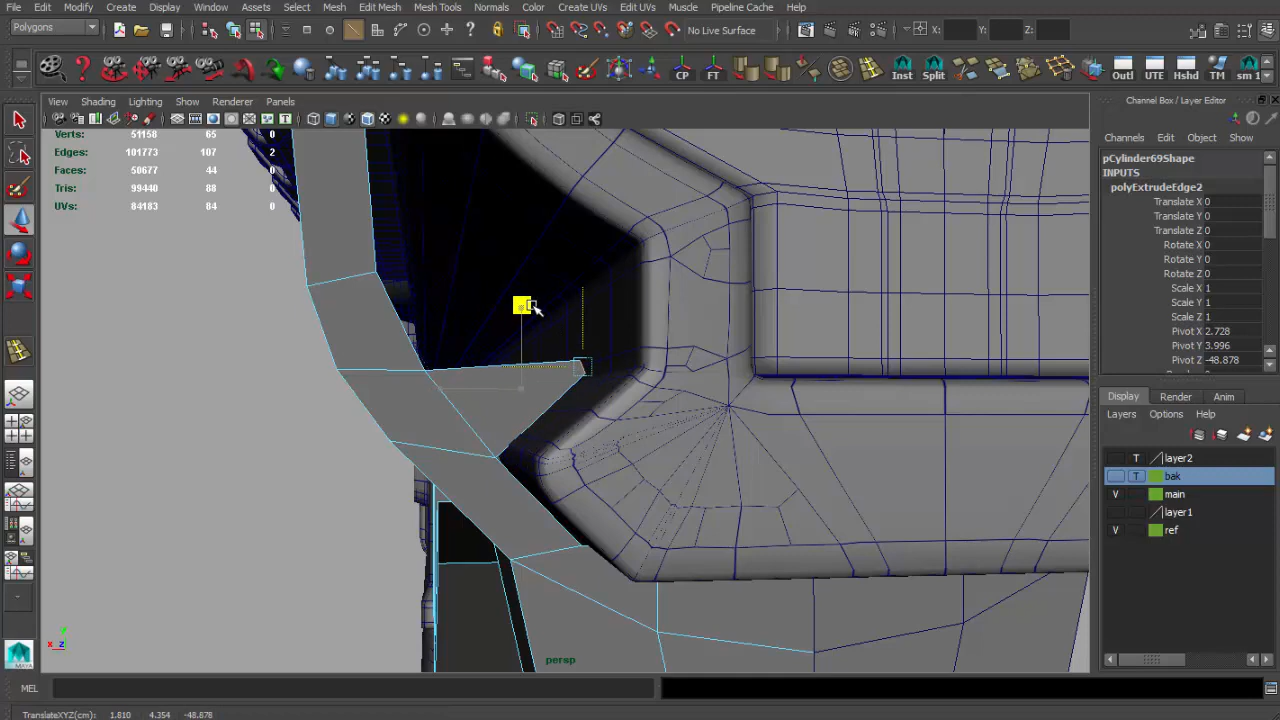 File Edit Modify Create Display Window Assets Select Mesh Edit Mesh Mesh Tools Normals Color Create UVs Edit UVs Muscle Pipeline Cache Help
Polygons No Live Surface X: Y: Z:
CP FT Inst Split Outl UTE Hshd TM sm 1
View Shading Lighting Show Renderer Panels
Channel Box / Layer Editor
Channels Edit Object Show
Verts: 51158 65 0
Edges: 101773 107 2
Faces: 50677 44 0
Tris: 99440 88 0
UVs: 84183 84 0
pCylinder69Shape
INPUTS
polyExtrudeEdge2
Translate X 0
Translate Y 0
Translate Z 0
Rotate X 0
Rotate Y 0
Rotate Z 0
Scale X 1
Scale Y 1
Scale Z 1
Pivot X 2.728
Pivot Y 3.996
Pivot Z -48.878
Display Render Anim
Layers Options Help
T layer2
T bak
V main
layer1
V ref
y
x z
persp
MAYA
MEL
TranslateXYZ(cm): 1.810 4.354 -48.878